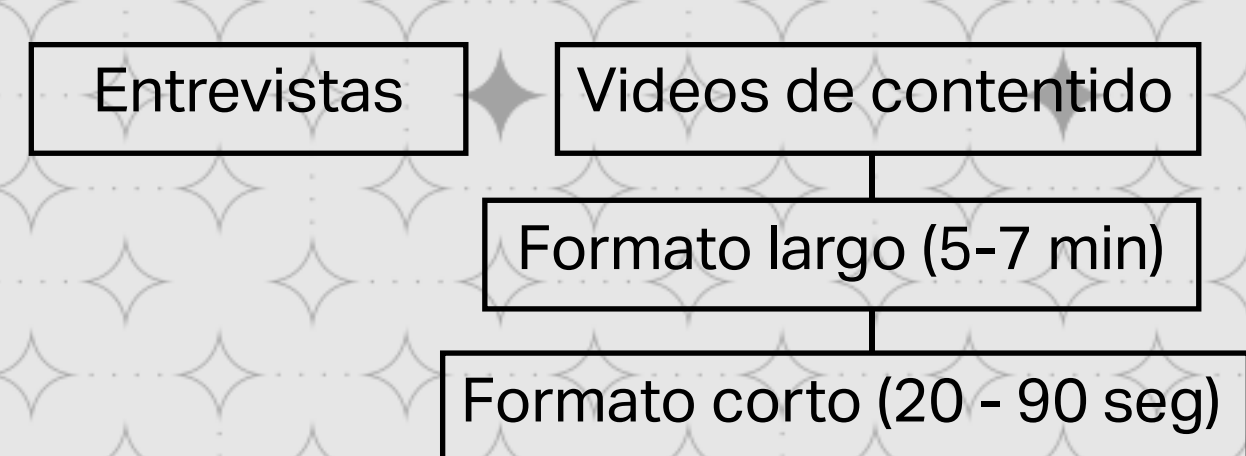 Entrevistas
Videos de contentido
Formato largo (5-7 min)
Formato corto (20 - 90 seg)